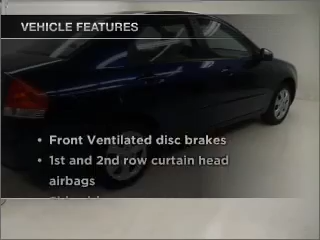 VEHICLE FEATURES
• Front Ventilated disc brakes
• 1st and 2nd row curtain head
airbags